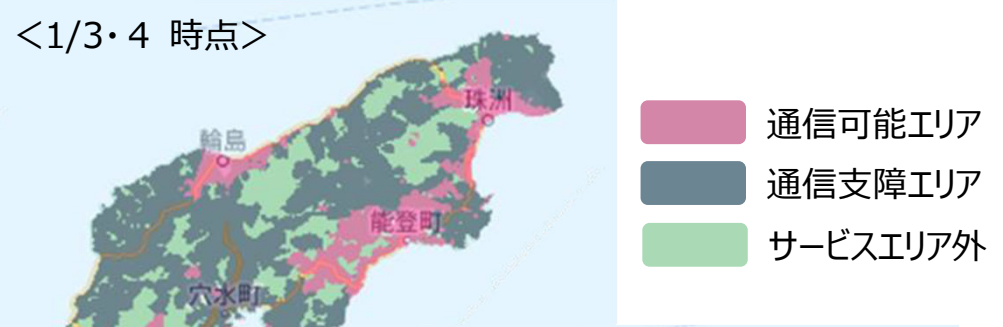 ＜1/3・4 時点＞
珠洲
輪島
能登町
穴水町
通信可能エリア
通信支障エリア
サービスエリア外